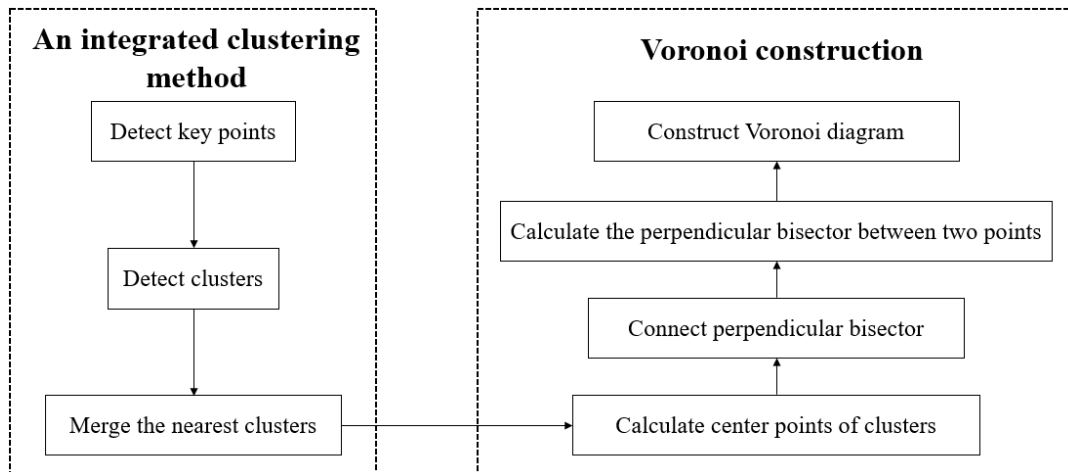 An integrated clustering
method
Detect key points
Detect clusters
Merge the nearest clusters
Voronoi construction
Construct Voronoi diagram
Calculate the perpendicular bisector between two points
Connect perpendicular bisector
Calculate center points of clusters